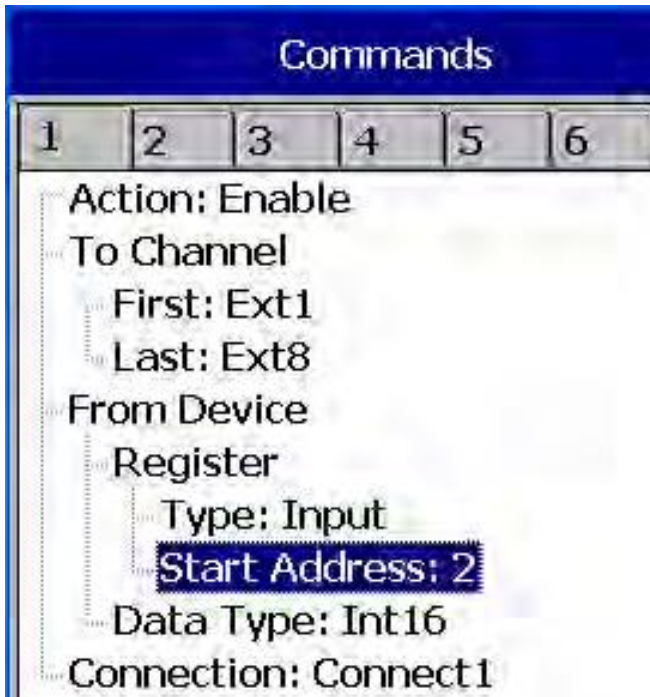 Commands
1 2 3 4 5 6
Action: Enable
To Channel
First: Ext1
Last: Ext8
From Device
Register
Type: Input
Start Address: 2
Data Type: Int16
Connection: Connect1